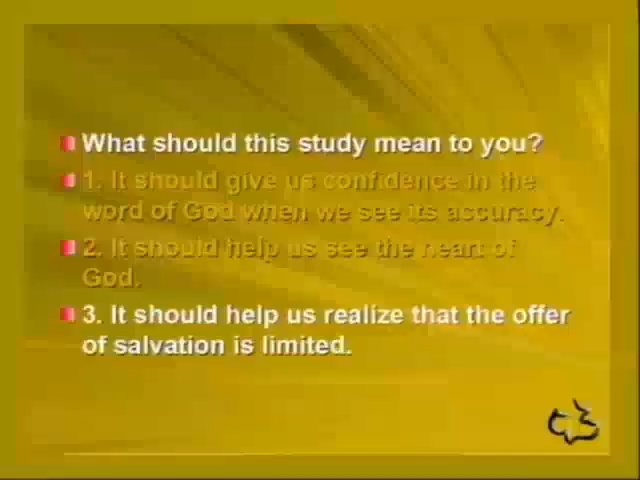 What should this study mean to you?
1. It should give us confidence in the
word of God when we see its accuracy.
2. It should help us see the heart of
God.
3. It should help us realize that the offer
of salvation is limited.